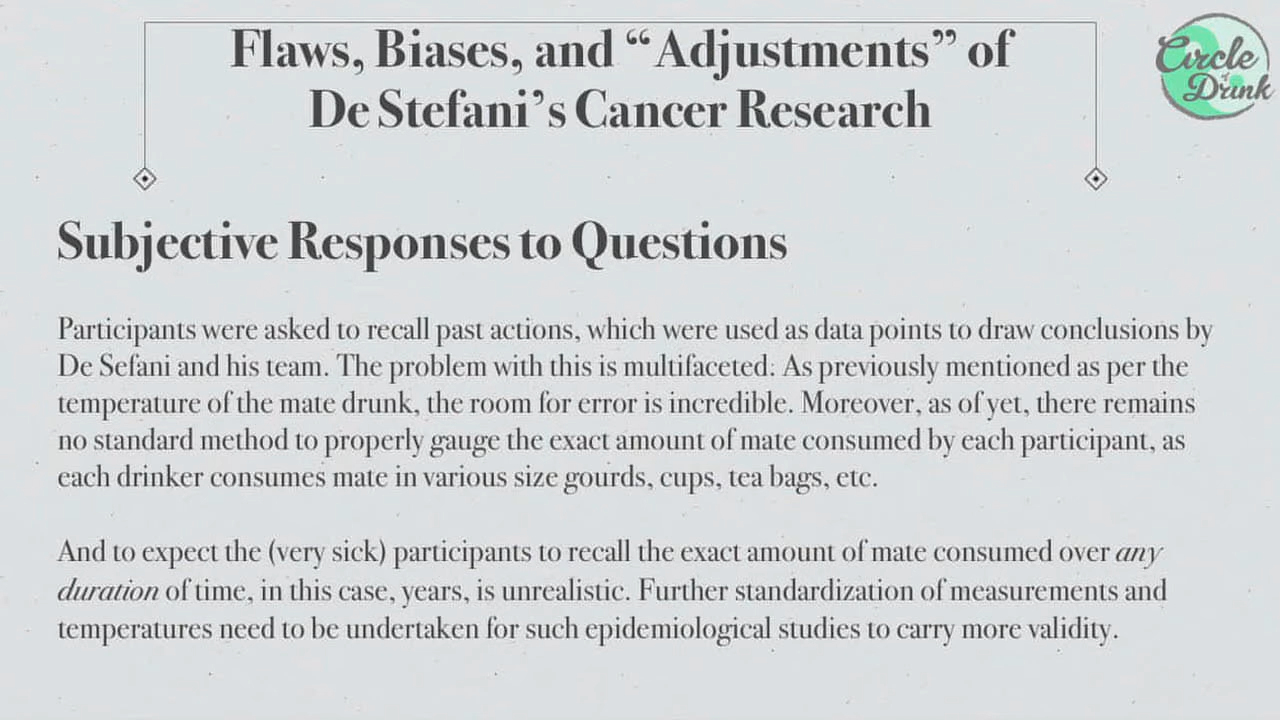 Flaws, Biases, and “Adjustments” of
De Stefani’s Cancer Research
Circle
of
Drink
Subjective Responses to Questions
Participants were asked to recall past actions, which were used as data points to draw conclusions by
De Sefani and his team. The problem with this is multifaceted. As previously mentioned as per the
temperature of the mate drunk, the room for error is incredible. Moreover, as of yet, there remains
no standard method to properly gauge the exact amount of mate consumed by each participant, as
each drinker consumes mate in various size gourds, cups, tea bags, etc.
And to expect the (very sick) participants to recall the exact amount of mate consumed over any
duration of time, in this case, years, is unrealistic. Further standardization of measurements and
temperatures need to be undertaken for such epidemiological studies to carry more validity.